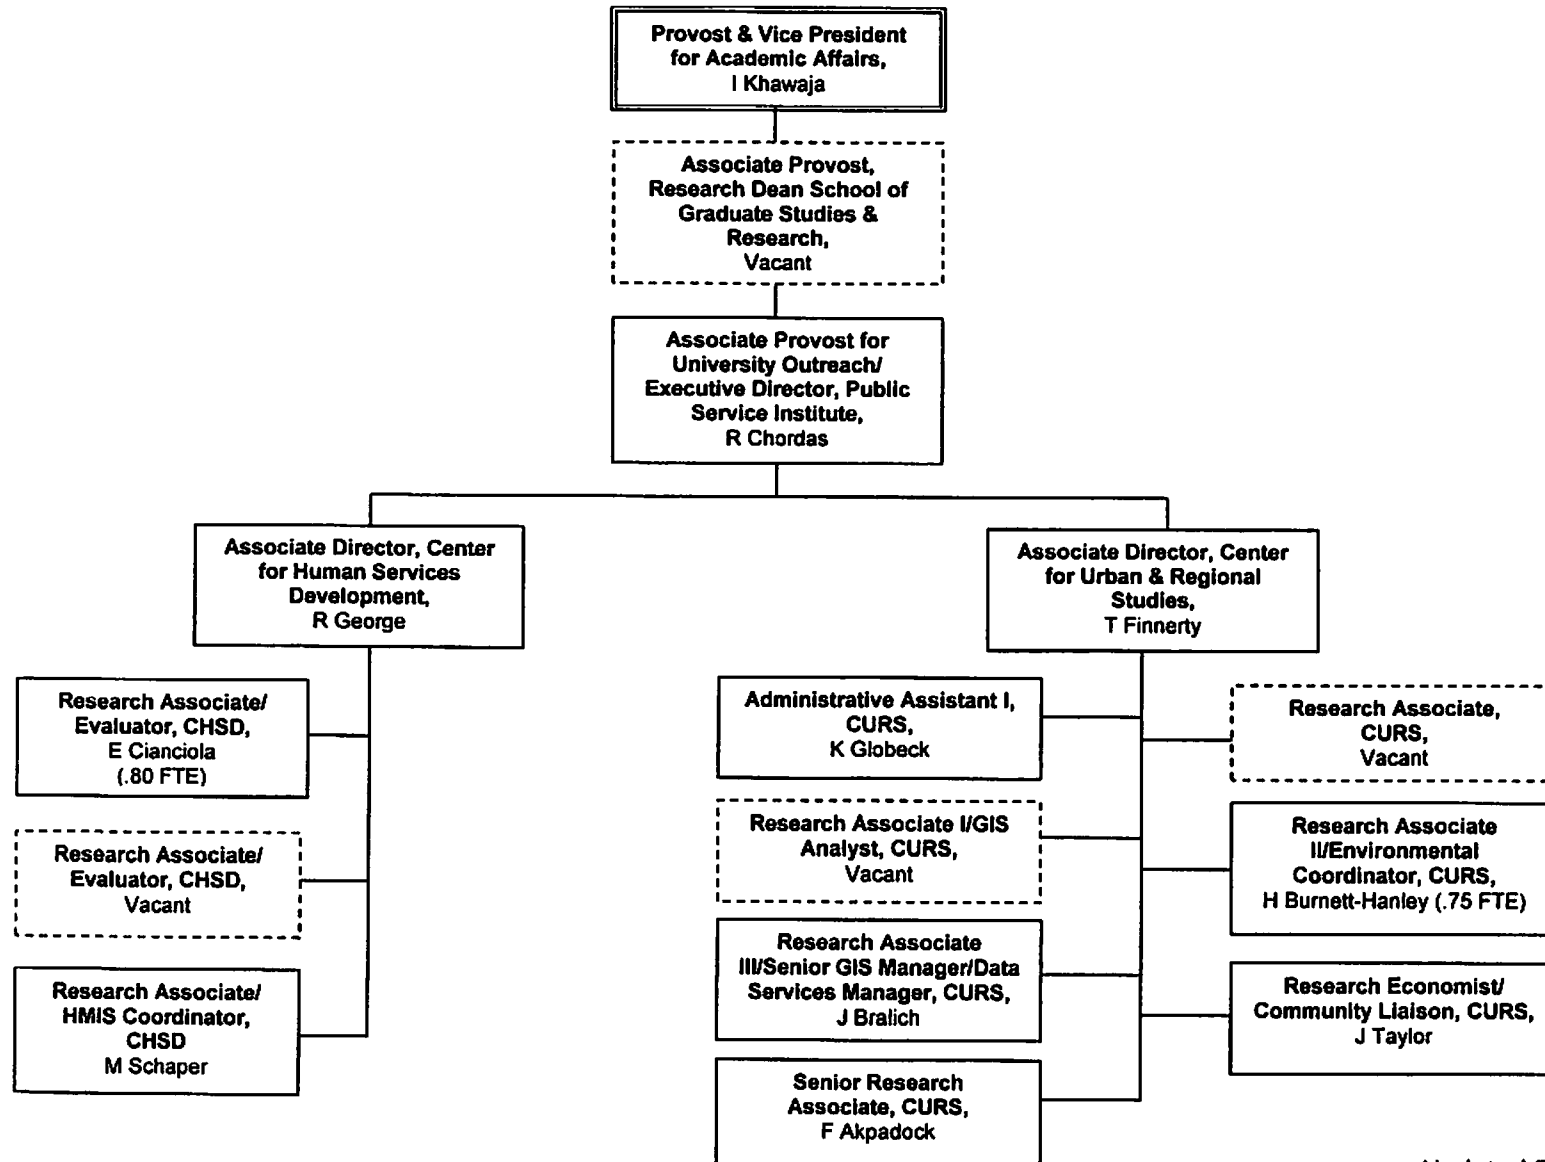 Provost & Vice President
for Academic Affairs,
I Khawaja
Associate Provost,
Research Dean School of
Graduate Studies &
Research,
Vacant
Associate Provost for
University Outreach/
Executive Director, Public
Service Institute,
R Chordas
Associate Director, Center
for Human Services
Development,
R George
Research Associate/
Evaluator, CHSD,
E Cianciola
(.80 FTE)
Research Associate/
Evaluator, CHSD,
Vacant
Research Associate/
HMIS Coordinator,
CHSD
M Schaper
Associate Director, Center
for Urban & Regional
Studies,
T Finnerty
Administrative Assistant I,
CURS,
K Globeck
Research Associate I/GIS
Analyst, CURS,
Vacant
Research Associate
III/Senior GIS Manager/Data
Services Manager, CURS,
J Bralich
Senior Research
Associate, CURS,
F Akpadock
Research Associate,
CURS,
Vacant
Research Associate
II/Environmental
Coordinator, CURS,
H Burnett-Hanley (.75 FTE)
Research Economist/
Community Liaison, CURS,
J Taylor